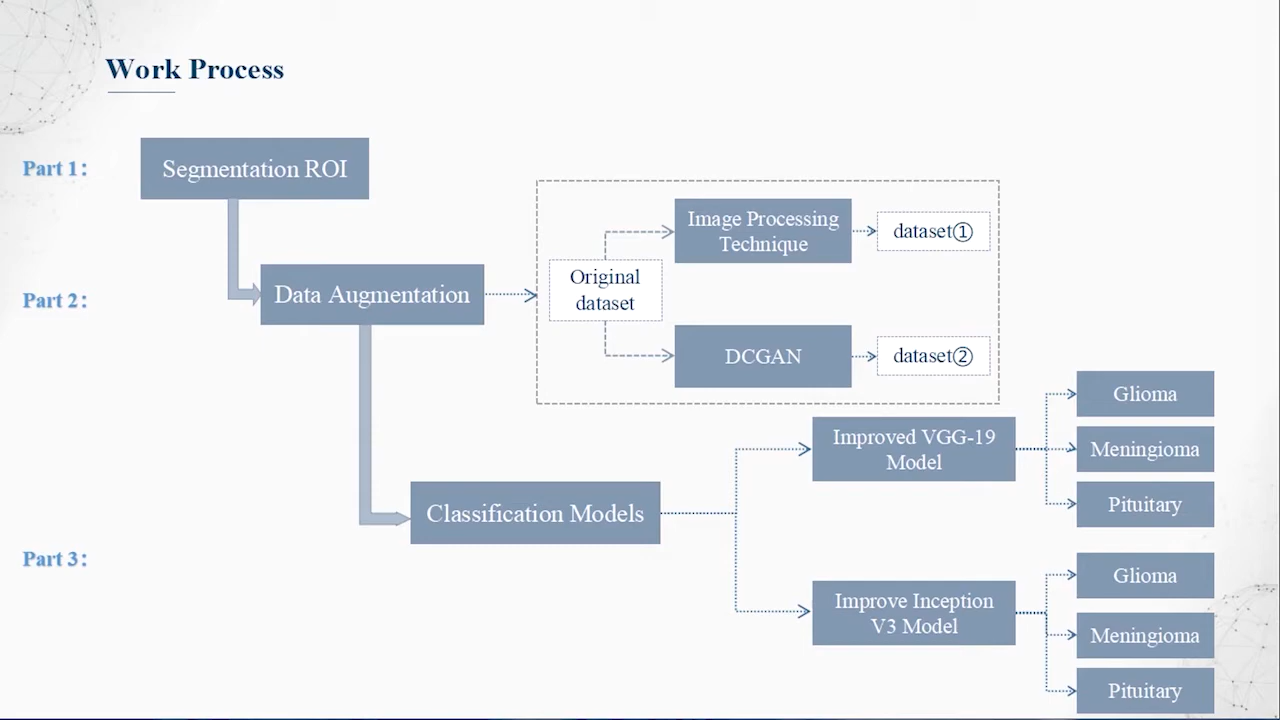 Work Process
Part 1:
Segmentation ROI
Part 2:
Data Augmentation
Original
dataset
Image Processing
Technique
dataset①
DCGAN
dataset②
Part 3:
Classification Models
Improved VGG-19
Model
Glioma
Meningioma
Pituitary
Improve Inception
V3 Model
Glioma
Meningioma
Pituitary